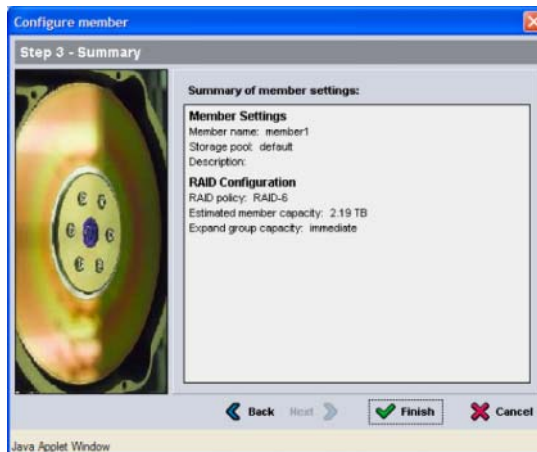 Configure member
Step 3 - Summary
Summary of member settings:
Member Settings
Member name: member1
Storage pool: default
Description:
RAID Configuration
RAID policy: RAID-6
Estimated member capacity: 2.19 TB
Expand group capacity: immediate
Back Next Finish Cancel
Java Applet Window